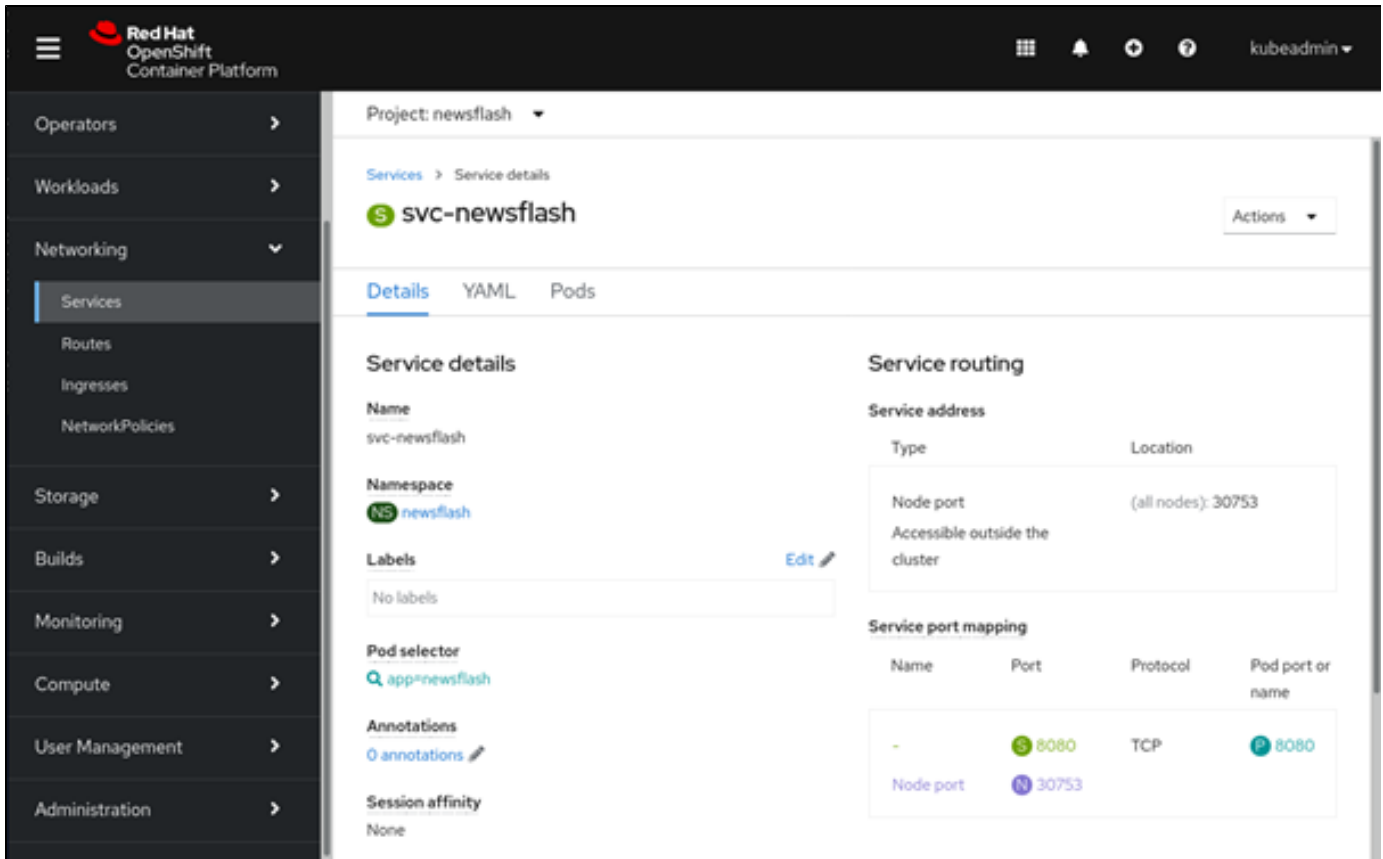 Red Hat
OpenShift
Container Platform
kubeadmin
Operators
Workloads
Networking
Services
Routes
Ingresses
NetworkPolicies
Storage
Builds
Monitoring
Compute
User Management
Administration
Project: newsflash
Services > Service details
S svc-newsflash
Actions
Details YAML Pods
Service details
Name
svc-newsflash
Namespace
NS newsflash
Labels Edit
No labels
Pod selector
app=newsflash
Annotations
0 annotations
Session affinity
None
Service routing
Service address
Type Location
Node port (all nodes): 30753
Accessible outside the
cluster
Service port mapping
Name Port Protocol Pod port or
name
- S 8080 TCP P 8080
Node port N 30753